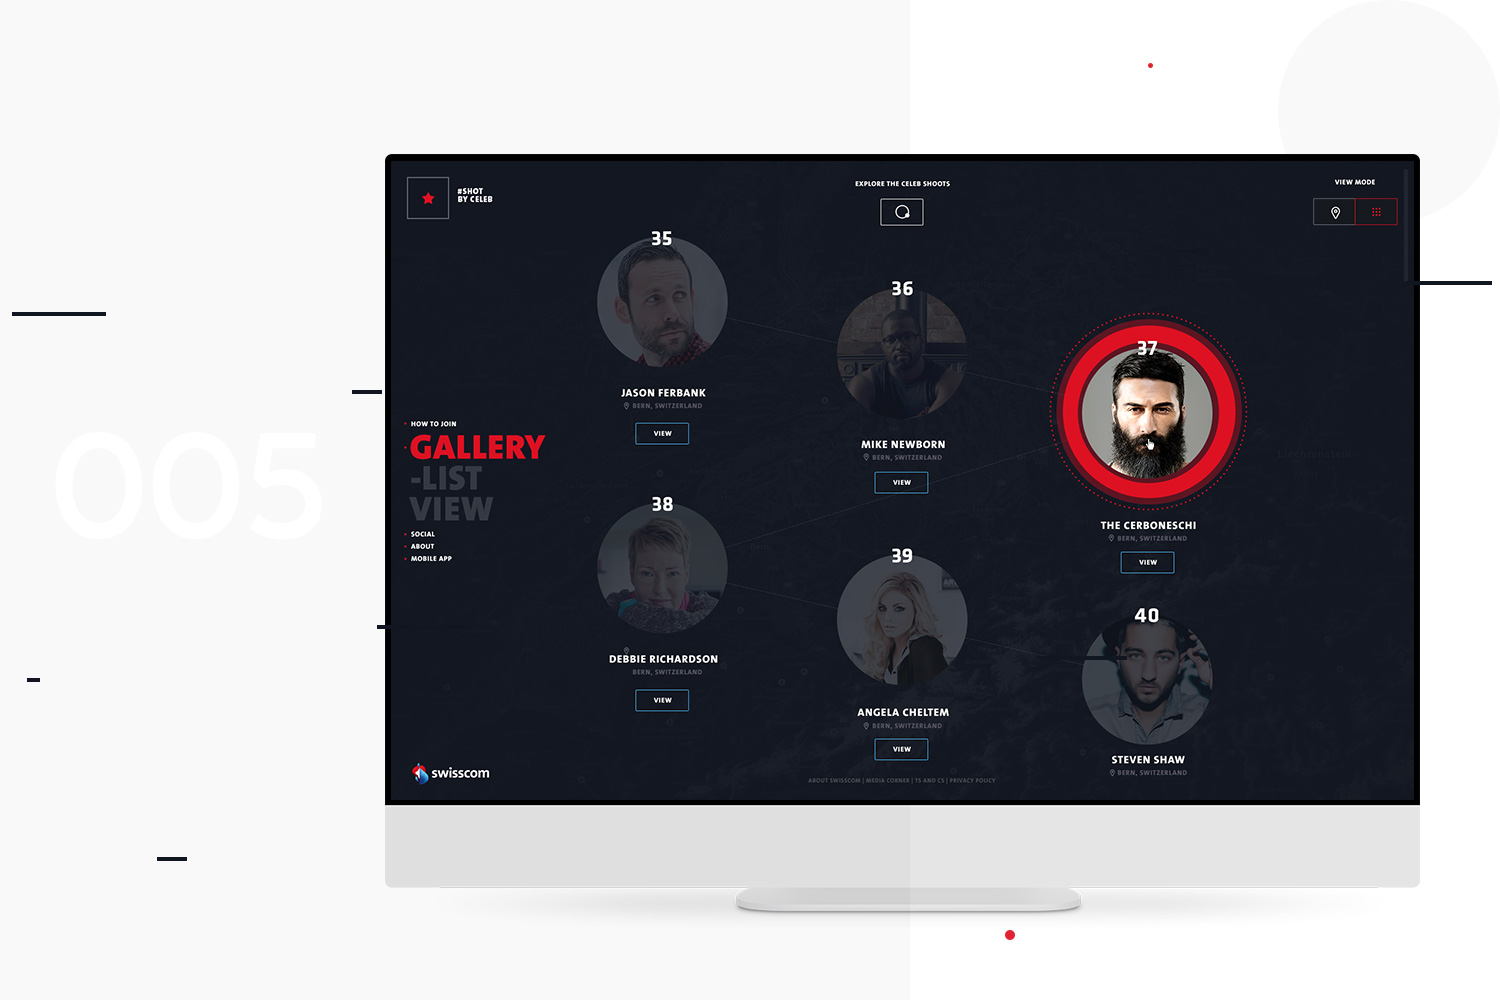 #SHOT
BY CELEB
EXPLORE THE CELEB SHOOTS
VIEW MODE
35
JASON FERBANK
BERN, SWITZERLAND
VIEW
36
MIKE NEWBORN
BERN, SWITZERLAND
VIEW
37
THE CERBONESCHI
BERN, SWITZERLAND
VIEW
005
HOW TO JOIN
GALLERY
-LIST
VIEW
SOCIAL
ABOUT
MOBILE APP
38
DEBBIE RICHARDSON
BERN, SWITZERLAND
VIEW
39
ANGELA CHELTEM
BERN, SWITZERLAND
VIEW
40
STEVEN SHAW
BERN, SWITZERLAND
swisscom
ABOUT SWISSCOM | MEDIA CORNER | TS AND CS | PRIVACY POLICY